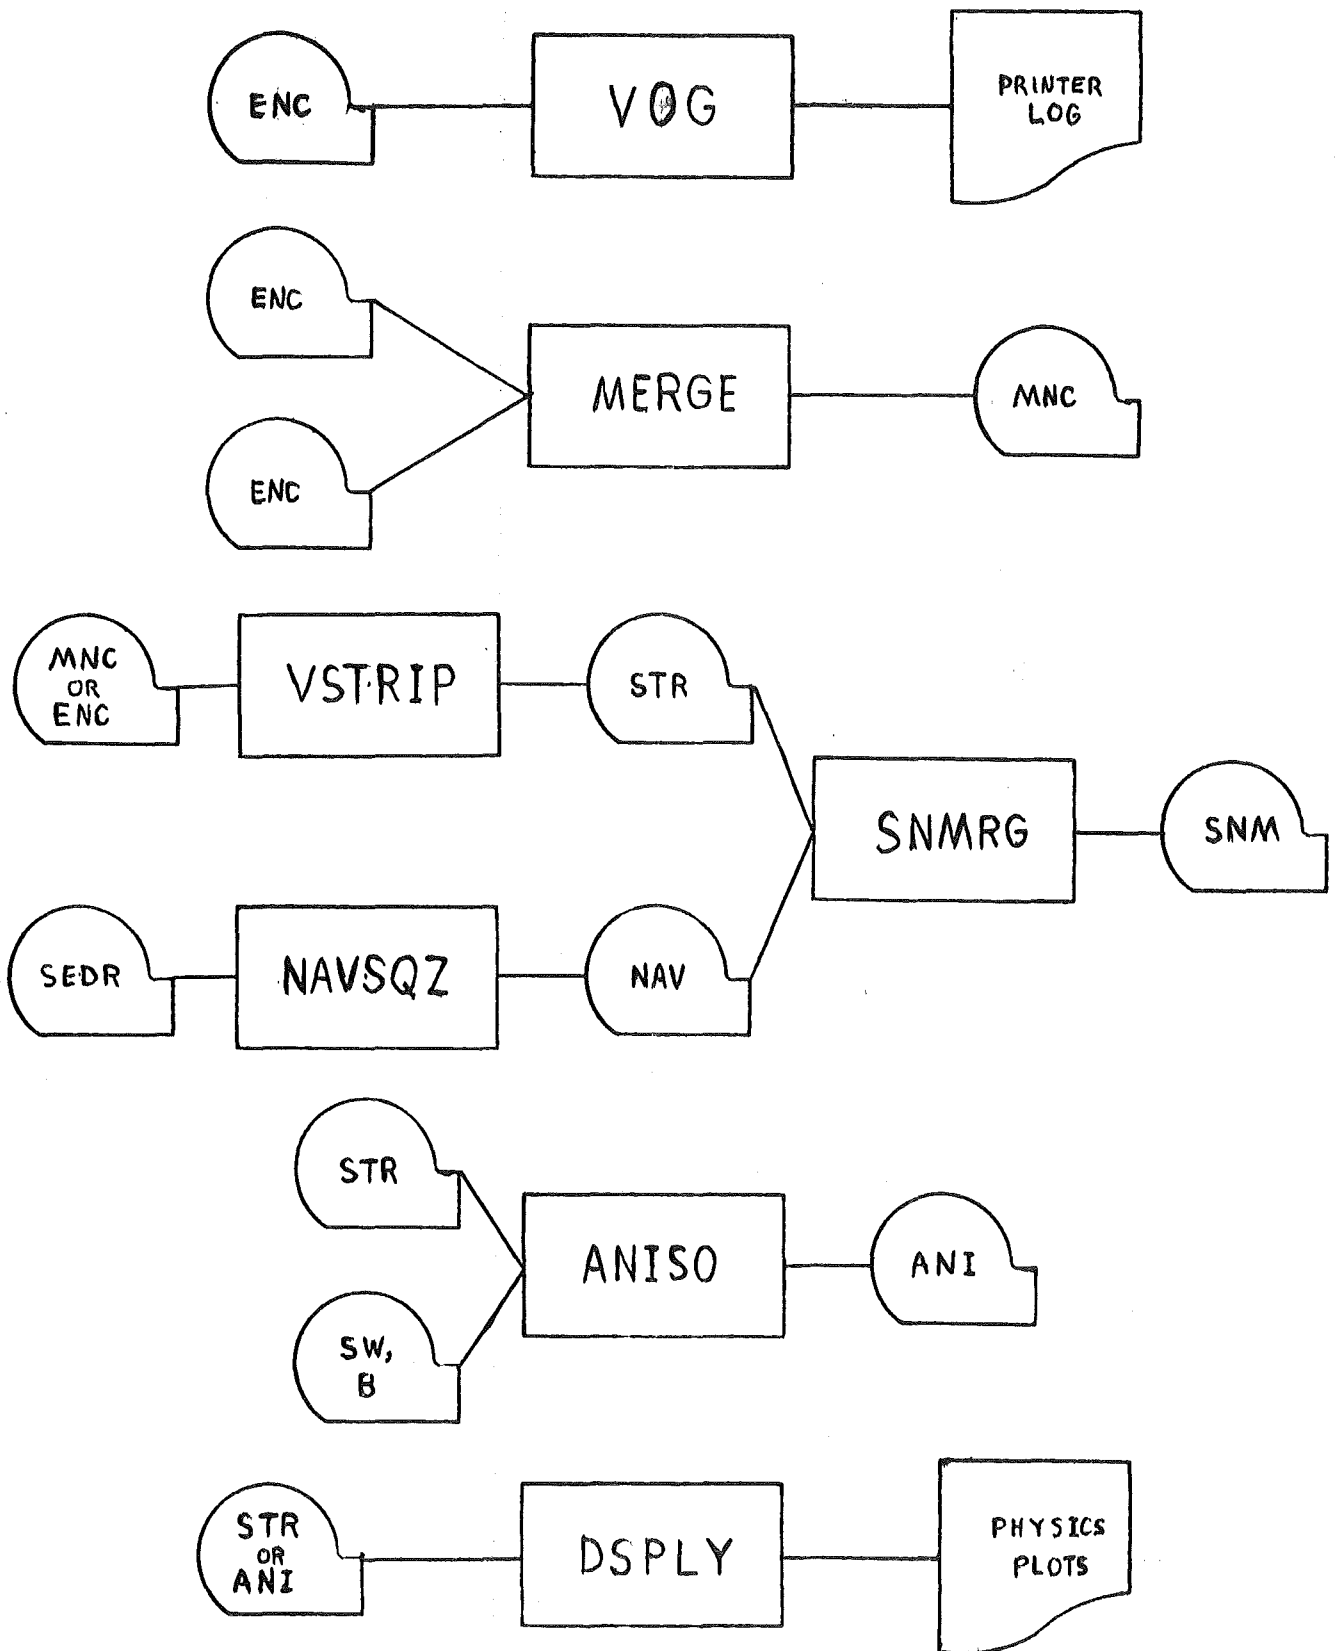 ENC
VOG
PRINTER
LOG
ENC
ENC
MERGE
MNC
MNC
OR
ENC
VSTRIP
STR
SNMRG
SNM
SEDR
NAVSQZ
NAV
STR
SW,
B
ANISO
ANI
STR
OR
ANI
DSPLY
PHYSICS
PLOTS